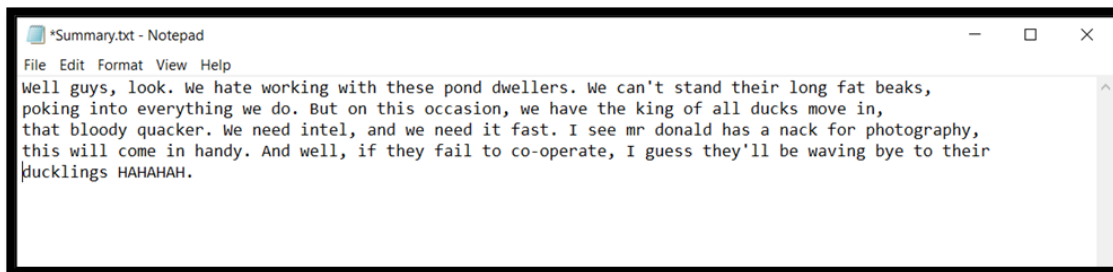 *Summary.txt - Notepad
File Edit Format View Help
Well guys, look. We hate working with these pond dwellers. We can't stand their long fat beaks,
poking into everything we do. But on this occasion, we have the king of all ducks move in,
that bloody quacker. We need intel, and we need it fast. I see mr donald has a nack for photography,
this will come in handy. And well, if they fail to co-operate, I guess they'll be waving bye to their
ducklings HAHAHAH.